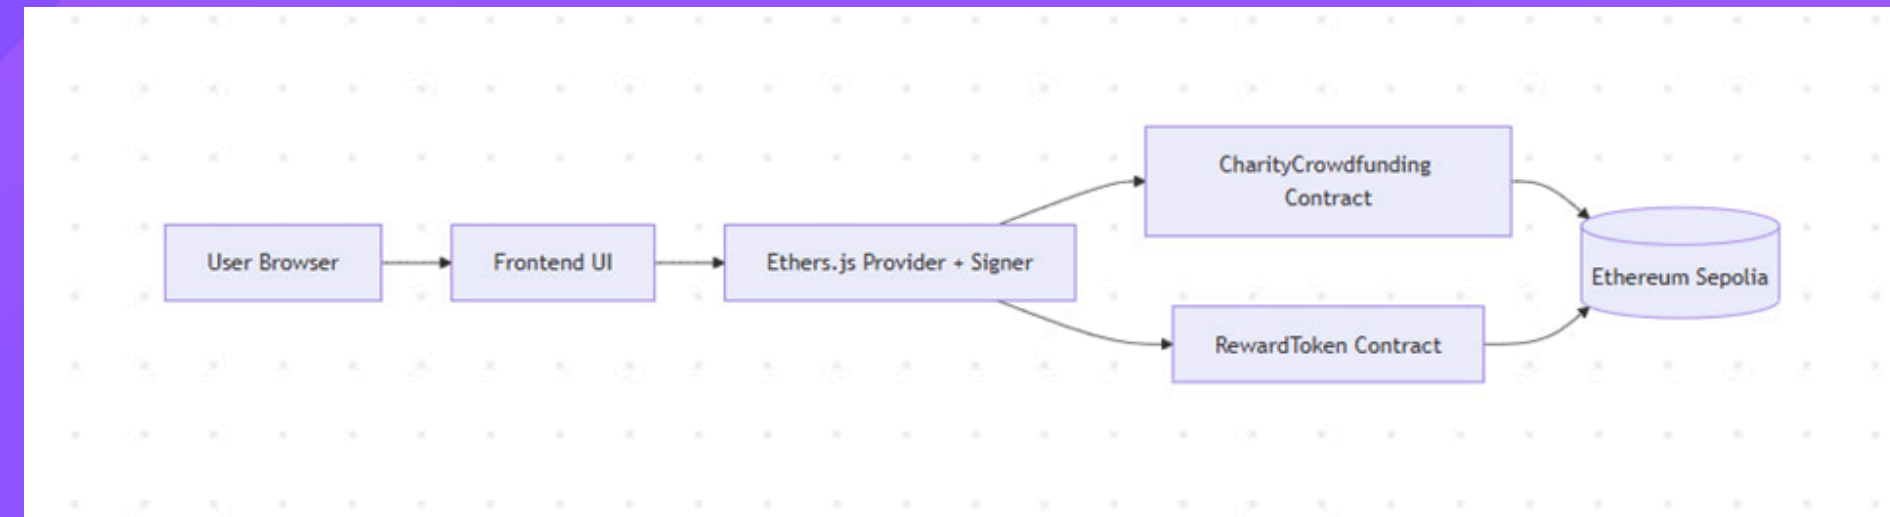 User Browser
Frontend UI
Ethers.js Provider + Signer
CharityCrowdfunding
Contract
RewardToken Contract
Ethereum Sepolia